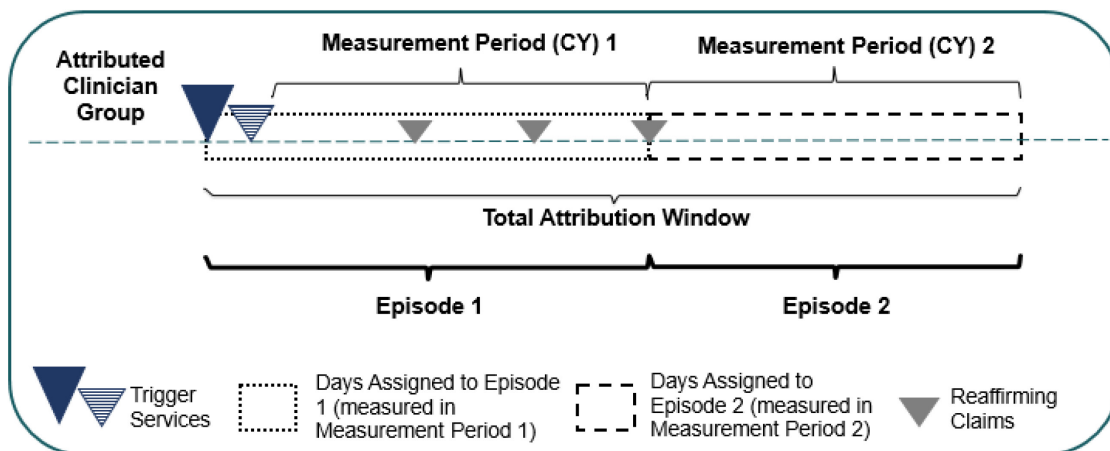 Measurement Period (CY) 1
Measurement Period (CY) 2
Attributed
Clinician
Group
Total Attribution Window
Episode 1
Episode 2
Trigger
Services
Days Assigned to Episode
1 (measured in
Measurement Period 1)
Days Assigned to
Episode 2 (measured in
Measurement Period 2)
Reaffirming
Claims